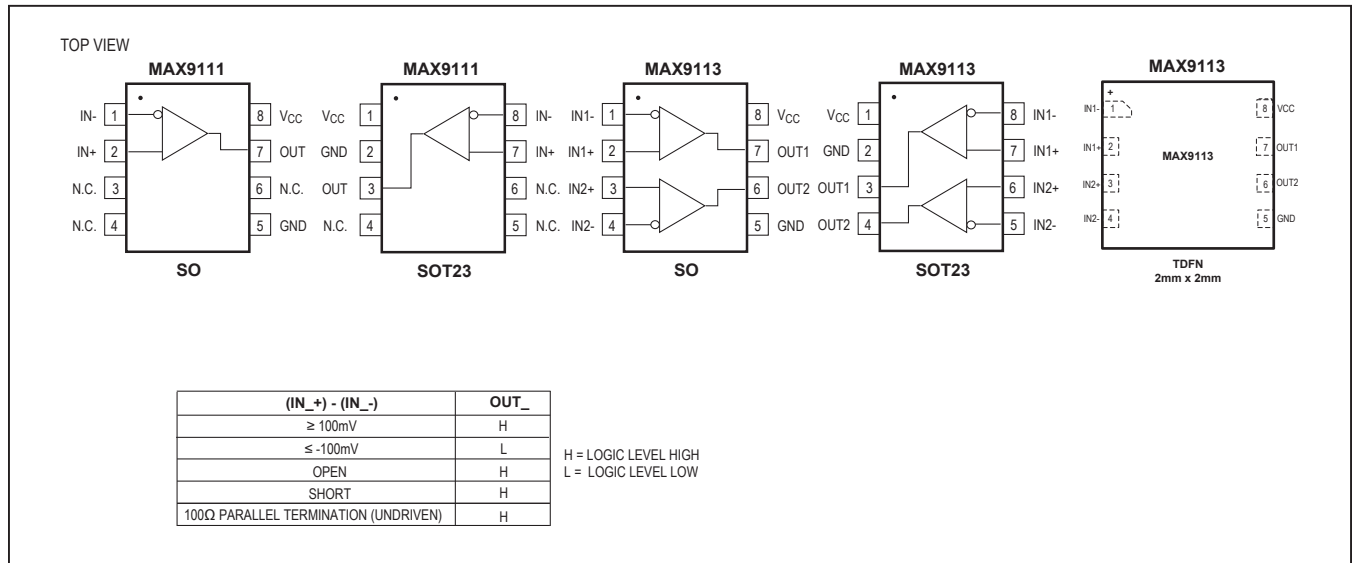 TOP VIEW
MAX9111
IN- 1 8 VCC
IN+ 2 7 OUT
N.C. 3 6 N.C.
N.C. 4 5 GND
SO
MAX9111
VCC 1 8 IN-
GND 2 7 IN+
OUT 3 6 N.C.
N.C. 4 5 N.C.
SOT23
MAX9113
IN1- 1 8 VCC
IN1+ 2 7 OUT1
IN2+ 3 6 OUT2
IN2- 4 5 GND
SO
MAX9113
VCC 1 8 IN1-
GND 2 7 IN1+
OUT1 3 6 IN2+
OUT2 4 5 IN2-
SOT23
MAX9113
+
IN1- 1 8 VCC
IN1+ 2 7 OUT1
MAX9113
IN2+ 3 6 OUT2
IN2- 4 5 GND
TDFN
2mm x 2mm
(IN_+) - (IN_-) OUT_
≥ 100mV H
≤ -100mV L
OPEN H
SHORT H
100Ω PARALLEL TERMINATION (UNDRIVEN) H
H = LOGIC LEVEL HIGH
L = LOGIC LEVEL LOW